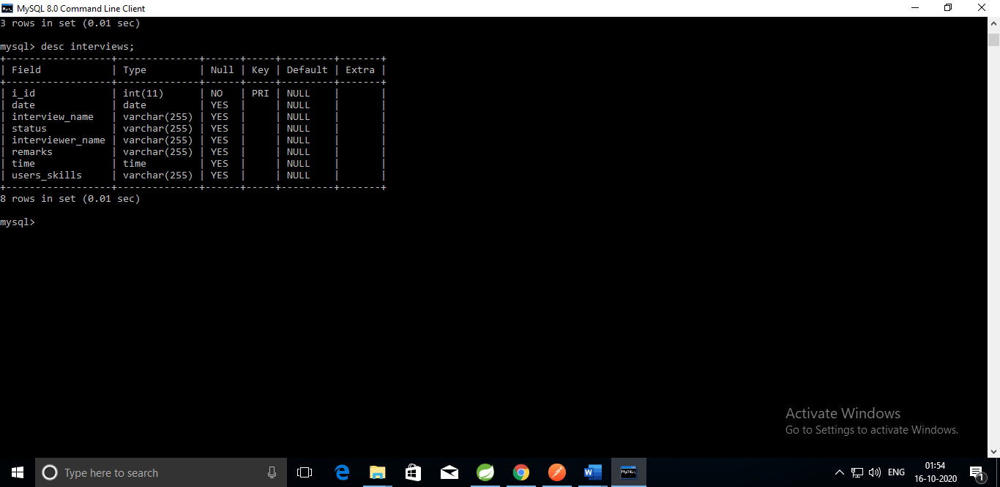 MySQL 8.0 Command Line Client
3 rows in set (0.01 sec)
mysql> desc interviews;
+------------------+--------------+------+-----+---------+-------+
| Field            | Type         | Null | Key | Default | Extra |
+------------------+--------------+------+-----+---------+-------+
| i_id             | int(11)      | NO   | PRI | NULL    |       |
| date             | date         | YES  |     | NULL    |       |
| interview_name   | varchar(255) | YES  |     | NULL    |       |
| status           | varchar(255) | YES  |     | NULL    |       |
| interviewer_name | varchar(255) | YES  |     | NULL    |       |
| remarks          | varchar(255) | YES  |     | NULL    |       |
| time             | time         | YES  |     | NULL    |       |
| users_skills     | varchar(255) | YES  |     | NULL    |       |
+------------------+--------------+------+-----+---------+-------+
8 rows in set (0.01 sec)
mysql>
Activate Windows
Go to Settings to activate Windows.
Type here to search
ENG
01:54
16-10-2020
1